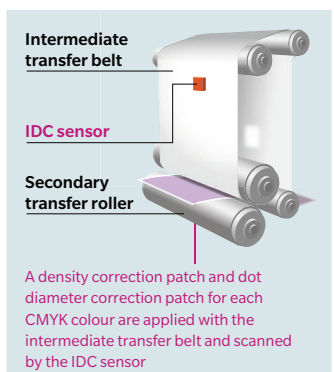 Intermediate
transfer belt
IDC sensor
Secondary
transfer roller
A density correction patch and dot
diameter correction patch for each
CMYK colour are applied with the
intermediate transfer belt and scanned
by the IDC sensor